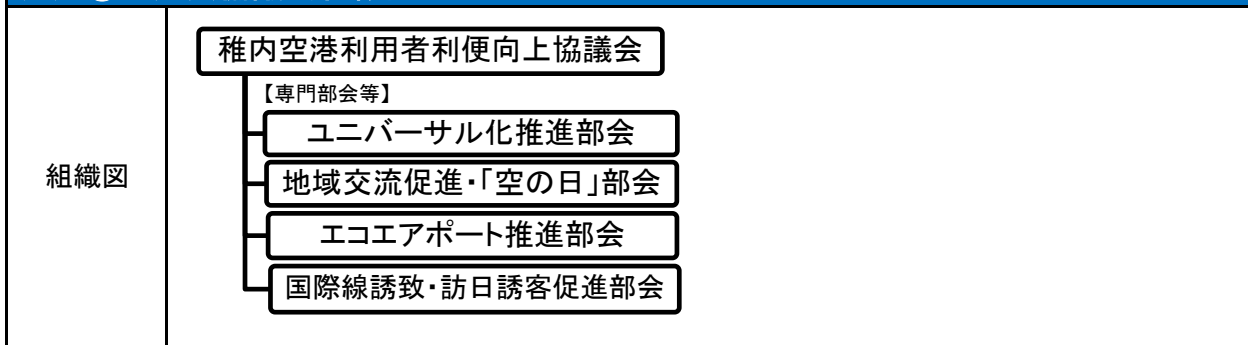 稚内空港利用者利便向上協議会
【専門部会等】
ユニバーサル化推進部会
組織図
地域交流促進・「空の日」部会
エコエアポート推進部会
国際線誘致・訪日誘客促進部会